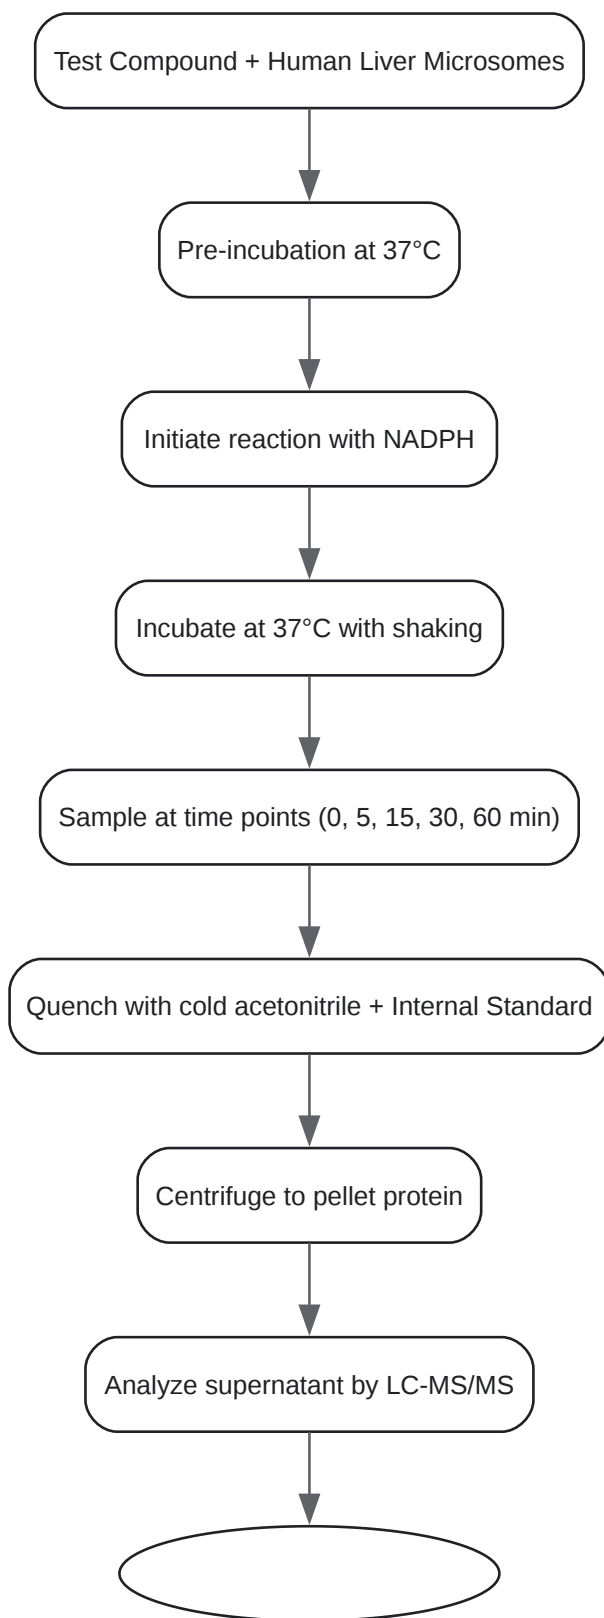 Test Compound + Human Liver Microsomes
Pre-incubation at 37°C
Initiate reaction with NADPH
Incubate at 37°C with shaking
Sample at time points (0, 5, 15, 30, 60 min)
Quench with cold acetonitrile + Internal Standard
Centrifuge to pellet protein
Analyze supernatant by LC-MS/MS